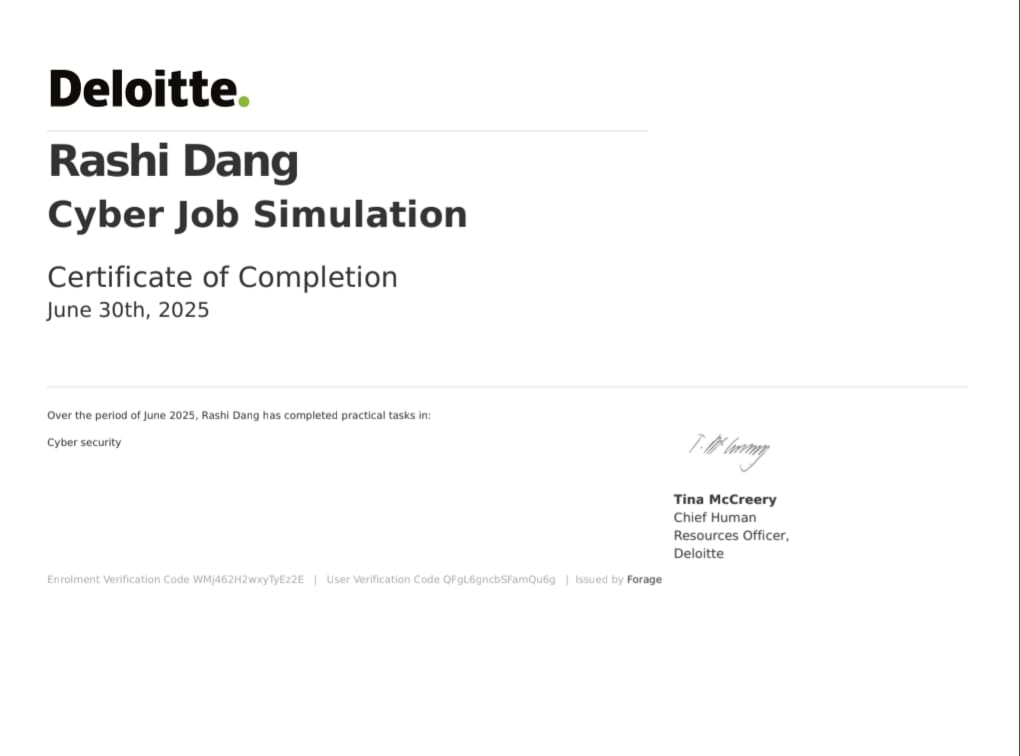 Deloitte.
Rashi Dang
Cyber Job Simulation
Certificate of Completion
June 30th, 2025
Over the period of June 2025, Rashi Dang has completed practical tasks in:
Cyber security
Tina McCreery
Chief Human
Resources Officer,
Deloitte
Enrolment Verification Code WMj462H2wxyTyEz2E | User Verification Code QFgL6gncbSFamQu6g | Issued by Forage